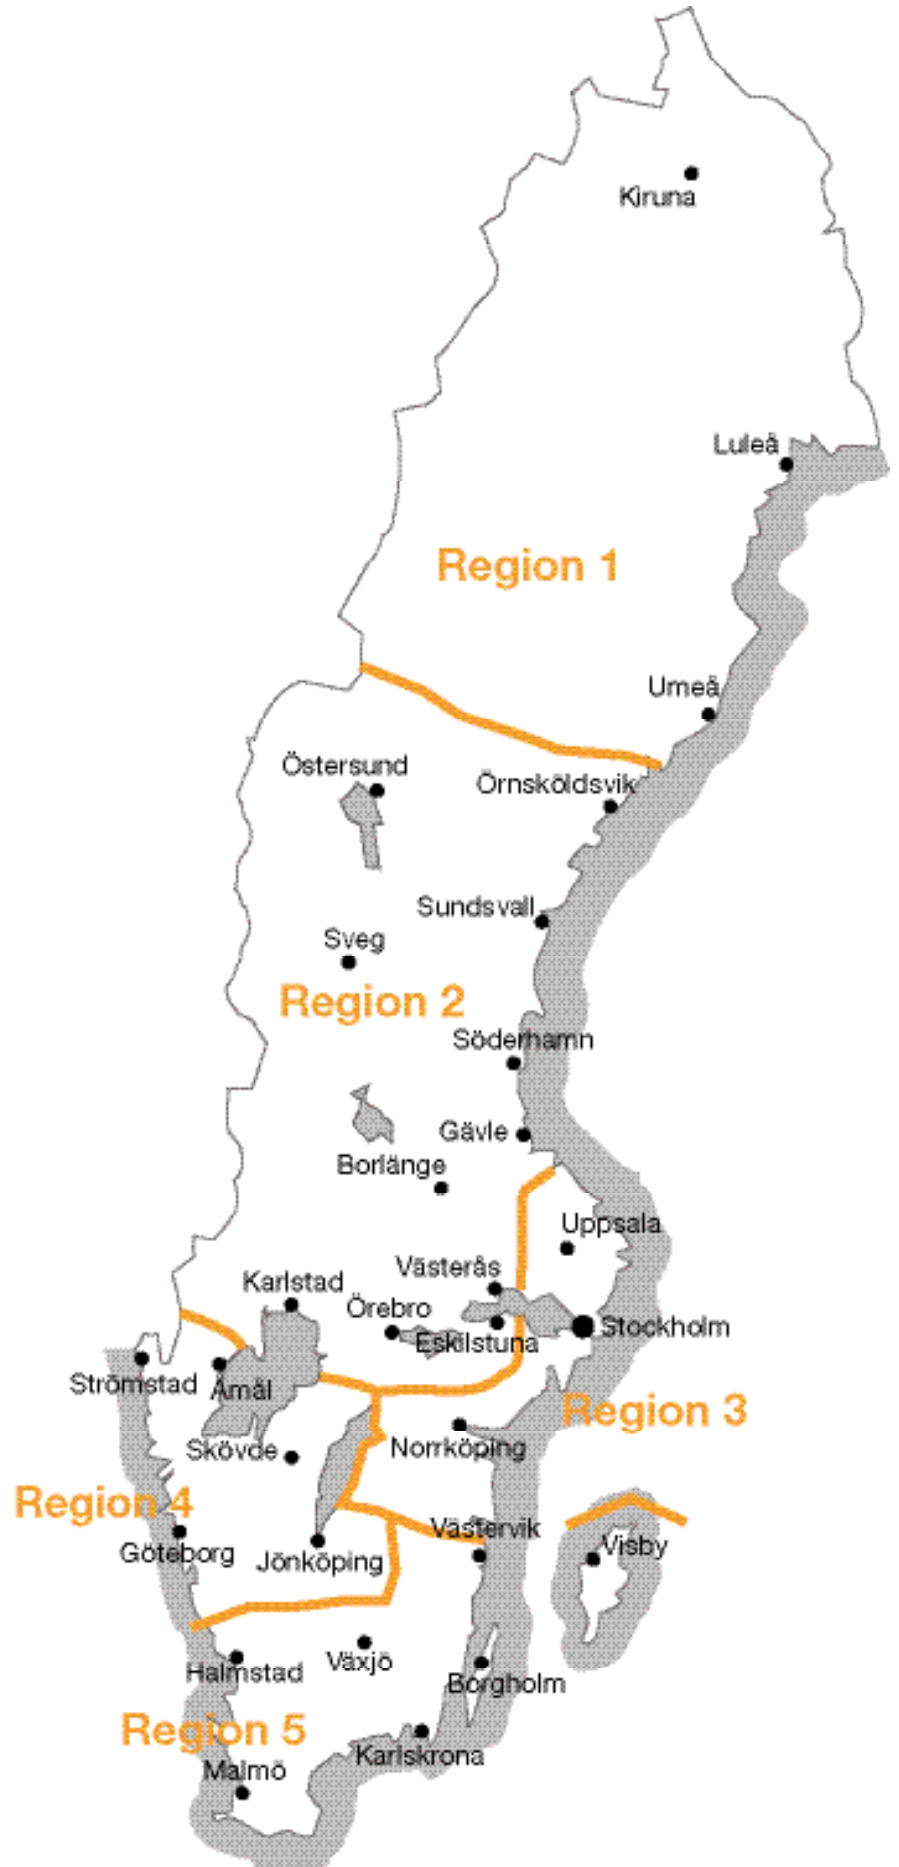 Kiruna
Luleå
Region 1
Umeå
Östersund
Örnsköldsvik
Sundsvall
Sveg
Region 2
Söderhamn
Gävle
Borlänge
Uppsala
Västerås
Karlstad
Örebro
Stockholm
Eskilstuna
Strömstad
Åmål
Region 3
Skövde
Norrköping
Region 4
Västervik
Göteborg
Jönköping
Visby
Växjö
Halmstad
Borgholm
Region 5
Karlskrona
Malmö